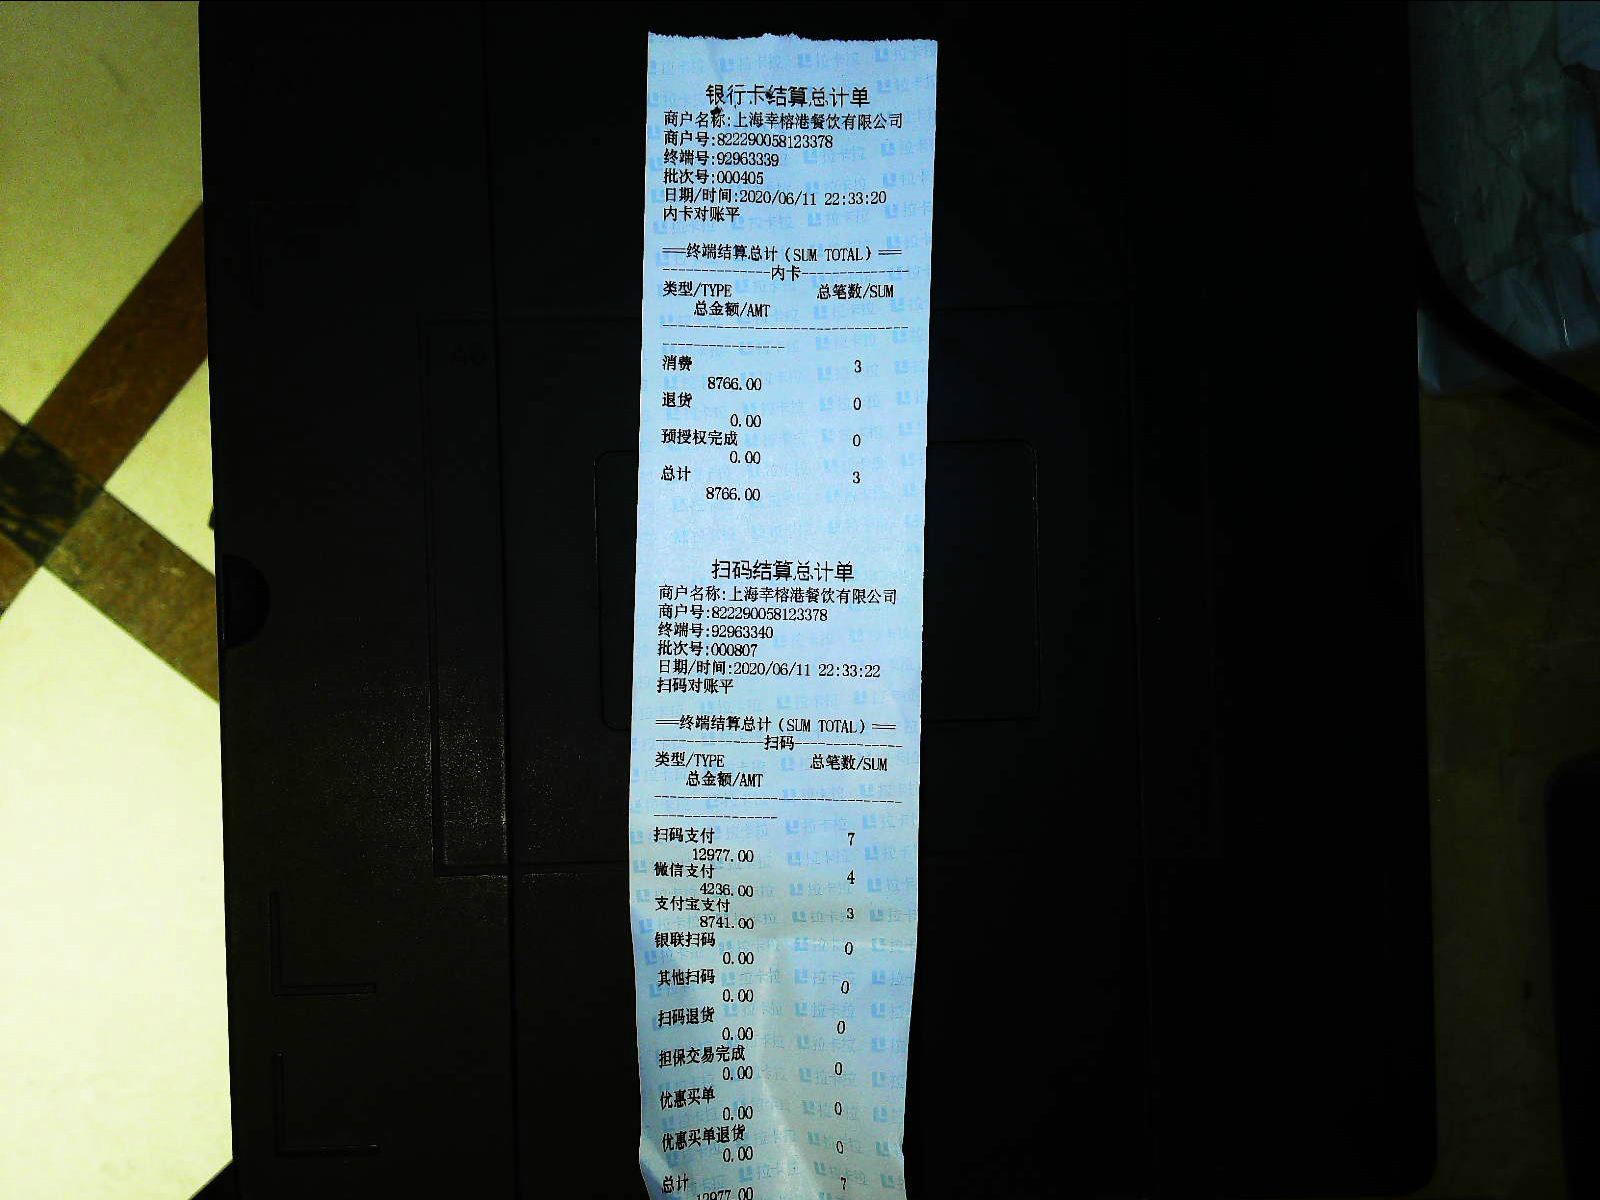 银行卡结算总计单
商户名称:上海幸榕港餐饮有限公司
商户号:822290058123378
终端号:92963339
批次号:000405
日期/时间:2020/06/11 22:33:20
内卡对账平
===终端结算总计(SUM TOTAL)===
--------------内卡--------------
类型/TYPE 总笔数/SUM
总金额/AMT
消费 3
8766.00
退货 0
0.00
预授权完成 0
0.00
总计 3
8766.00
扫码结算总计单
商户名称:上海幸榕港餐饮有限公司
商户号:822290058123378
终端号:92963340
批次号:000807
日期/时间:2020/06/11 22:33:22
扫码对账平
===终端结算总计(SUM TOTAL)===
--------------扫码--------------
类型/TYPE 总笔数/SUM
总金额/AMT
扫码支付 7
12977.00
微信支付 4
4236.00
支付宝支付 3
8741.00
银联扫码 0
0.00
其他扫码 0
0.00
扫码退货 0
0.00
担保交易完成 0
0.00
优惠买单 0
0.00
优惠买单退货 0
0.00
总计 7
12977.00